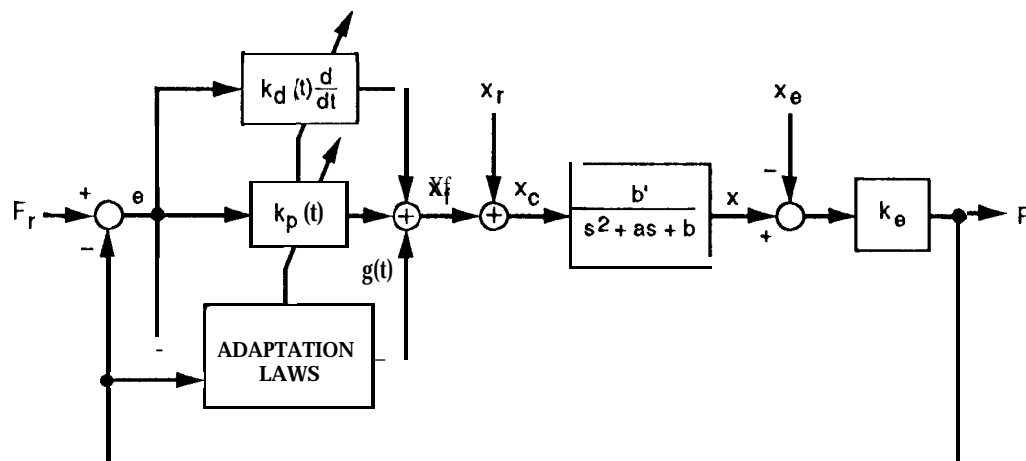 k_d (t) d/dt
x_r
x_e
+
e
F_r
-
k_p (t)
x_f
x_c
b'
s² + as + b
x
-
+
k_e
F
g(t)
ADAPTATION
LAWS